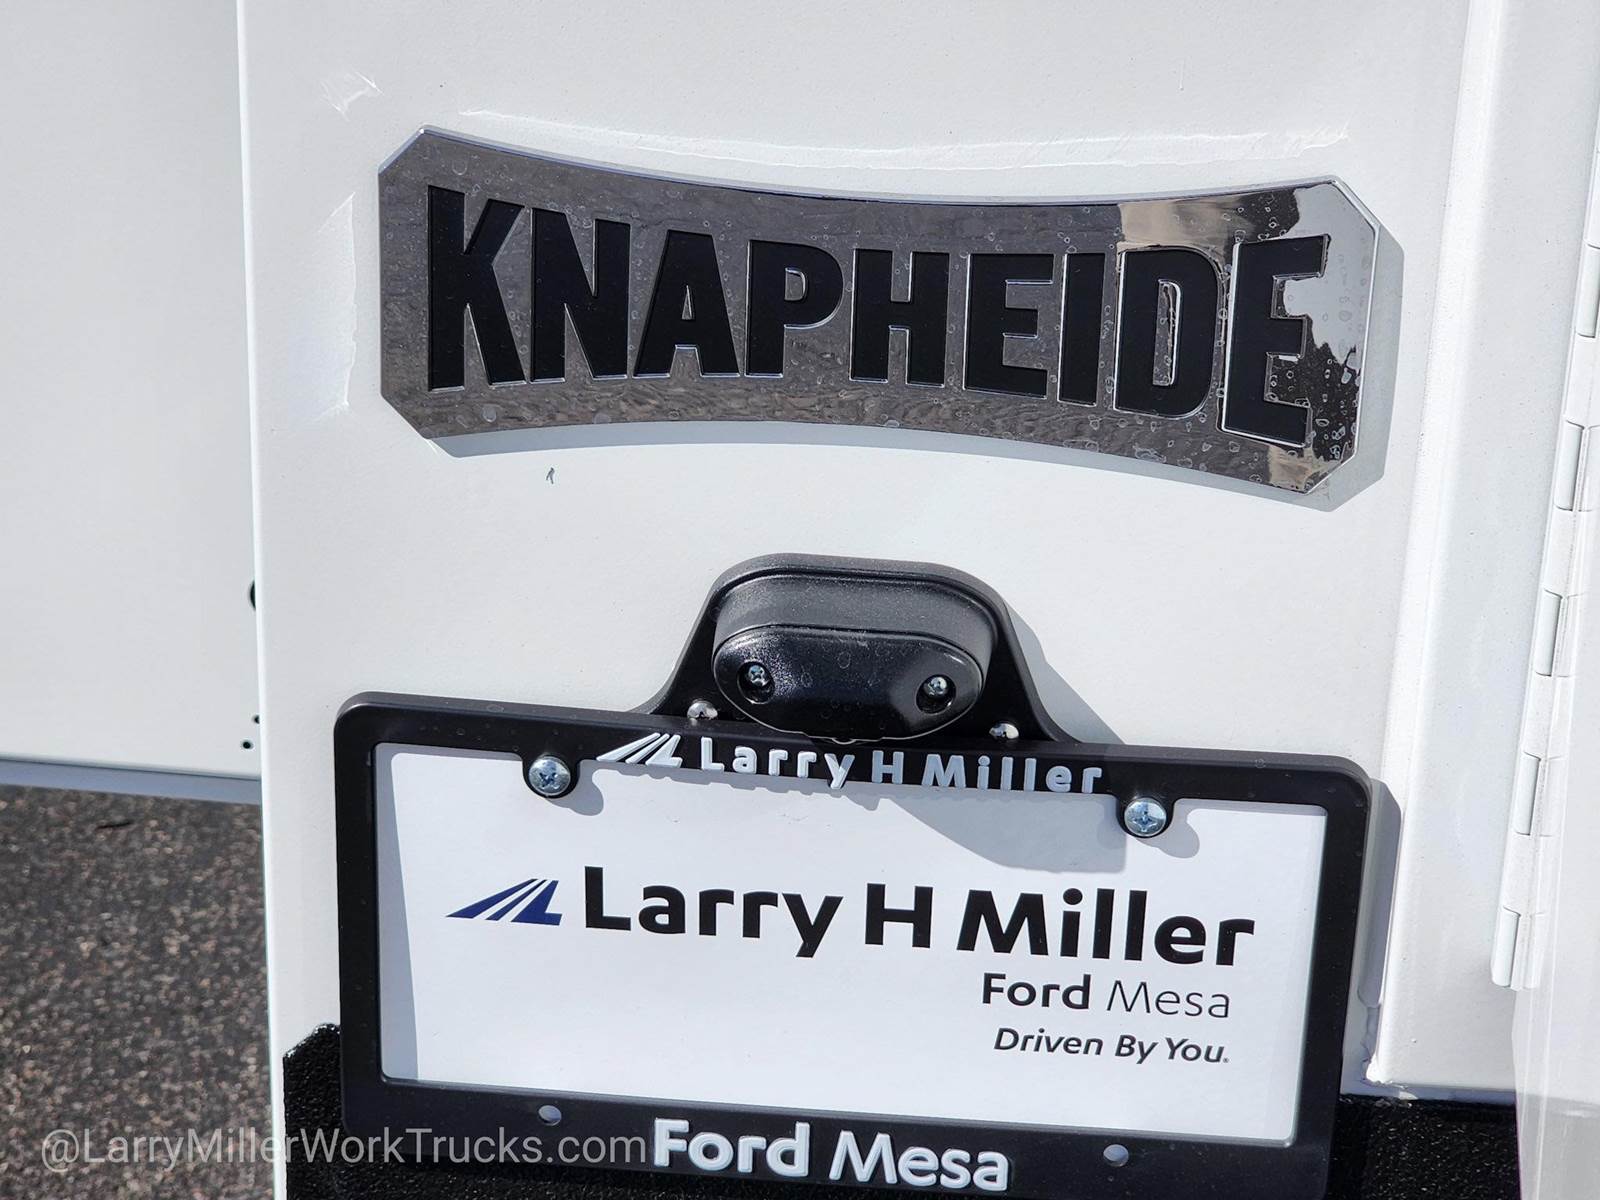 KNAPHEIDE
Larry H Miller
Larry H Miller
Ford Mesa
Driven By You.
@LarryMillerWorkTrucks.com
Ford Mesa